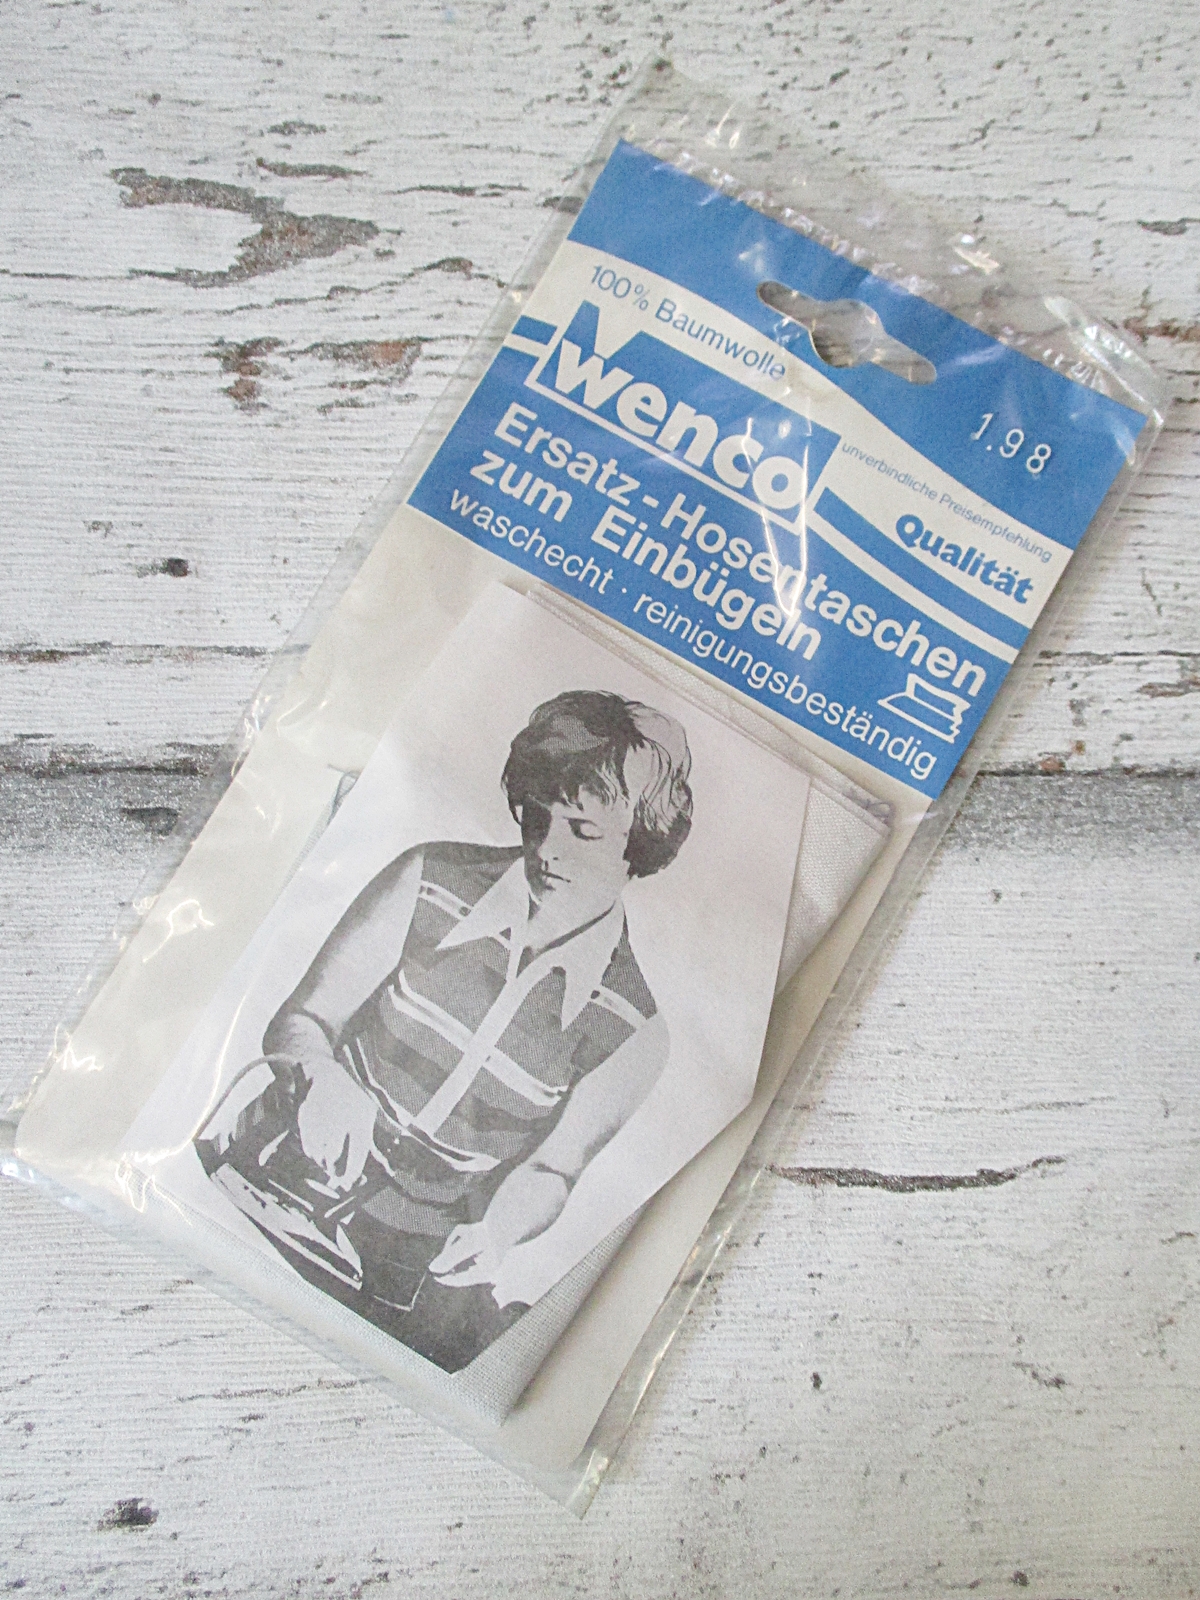 100% Baumwolle
wenco
1.98
unverbindliche Preisempfehlung
Qualität
Ersatz-Hosentaschen
zum Einbügeln
waschecht · reinigungsbeständig